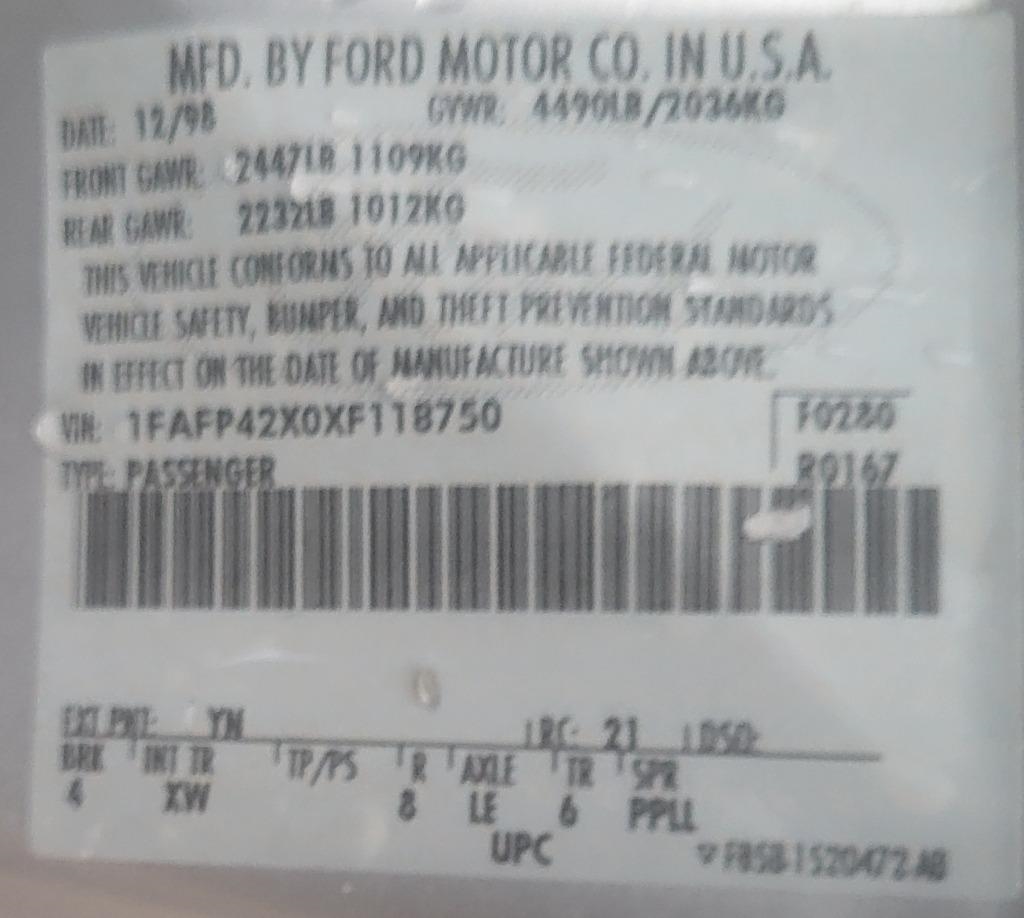 MFD. BY FORD MOTOR CO. IN U.S.A.
DATE: 12/98 GVWR: 4490LB/2036KG
FRONT GAWR: 2447LB 1109KG
REAR GAWR: 2232LB 1012KG
THIS VEHICLE CONFORMS TO ALL APPLICABLE FEDERAL MOTOR
VEHICLE SAFETY, BUMPER, AND THEFT PREVENTION STANDARDS
IN EFFECT ON THE DATE OF MANUFACTURE SHOWN ABOVE.
VIN: 1FAFP42X0XF118750 F0280
TYPE: PASSENGER R0167
EXT PNT: YN RC: 21 DSO:
BRK INT TR TP/PS R AXLE TR SPR
4 XW 8 LE 6 PPLL
UPC ▽ F85B 1520472 AB